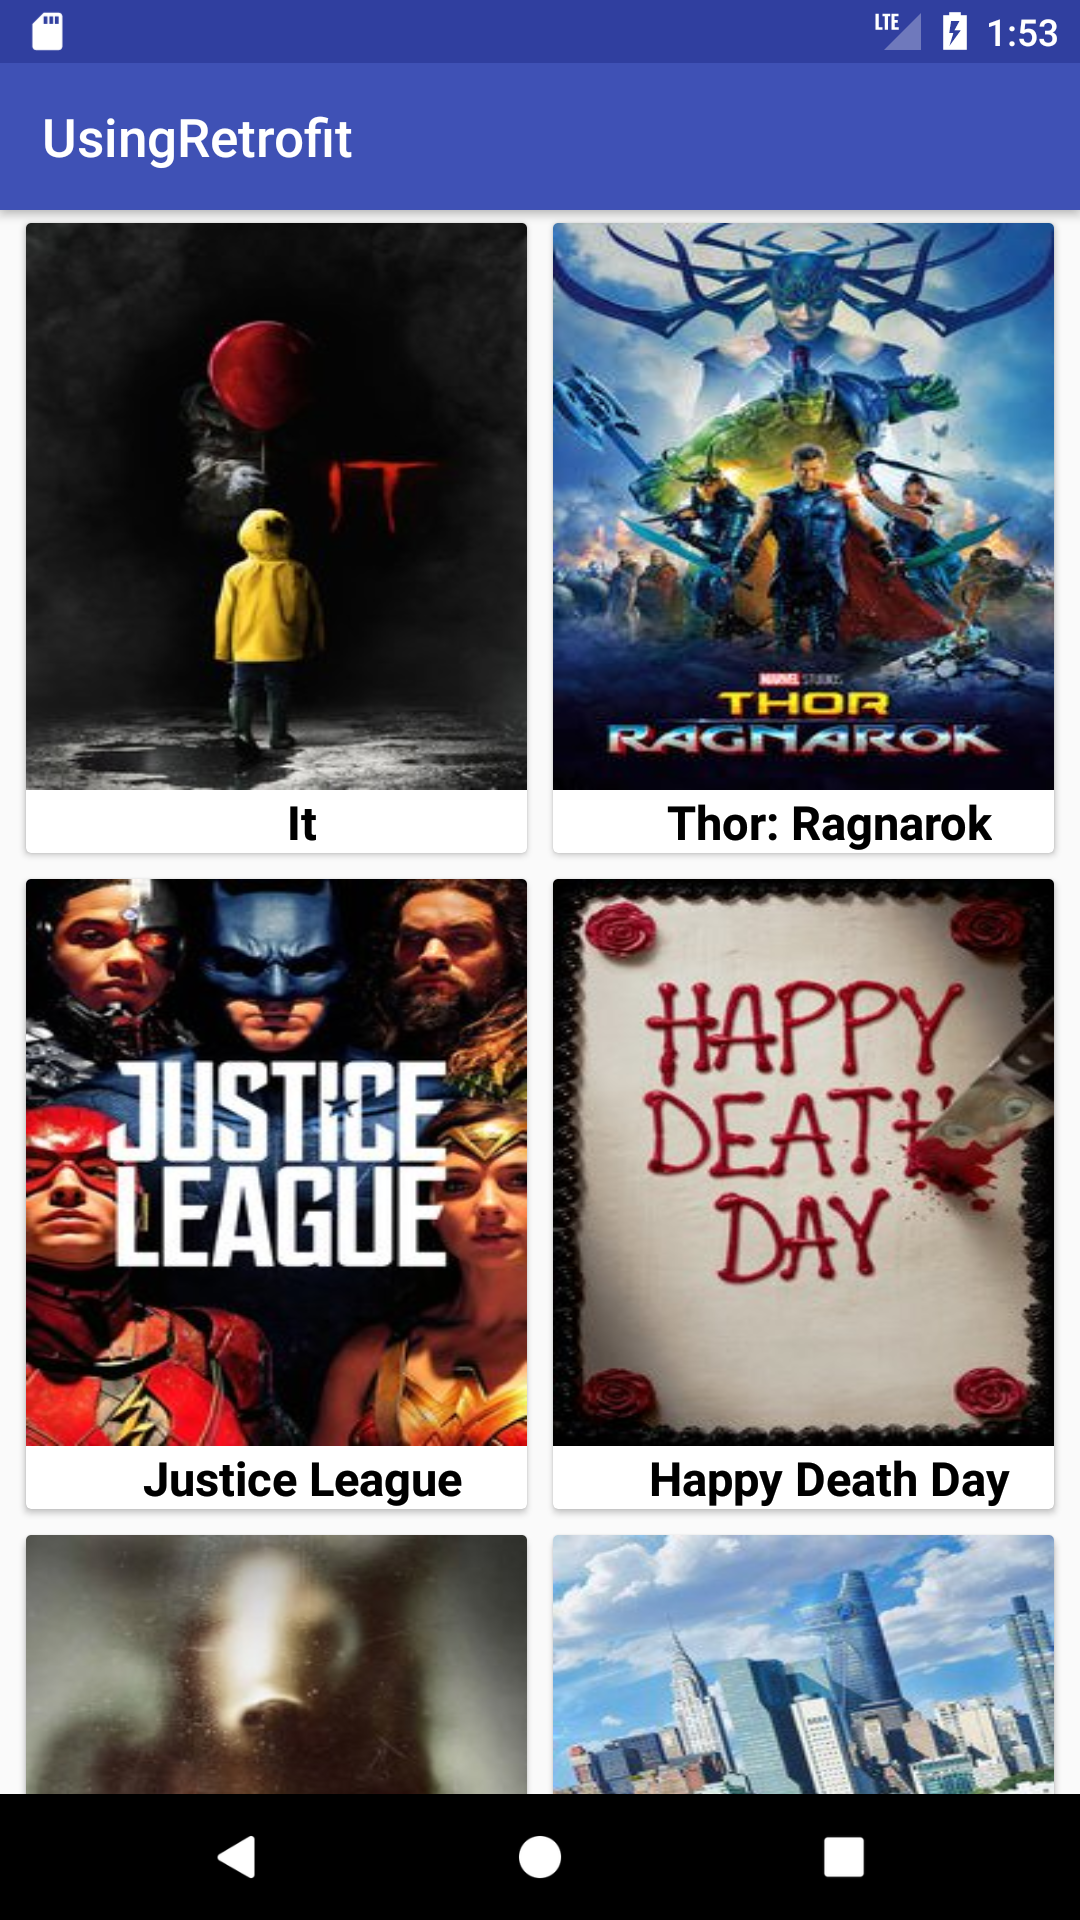 LTE 1:53
UsingRetrofit
IT
MARVEL STUDIOS
THOR
RAGNAROK
It
Thor: Ragnarok
JUSTICE
LEAGUE
HAPPY
DEATH
DAY
Justice League
Happy Death Day